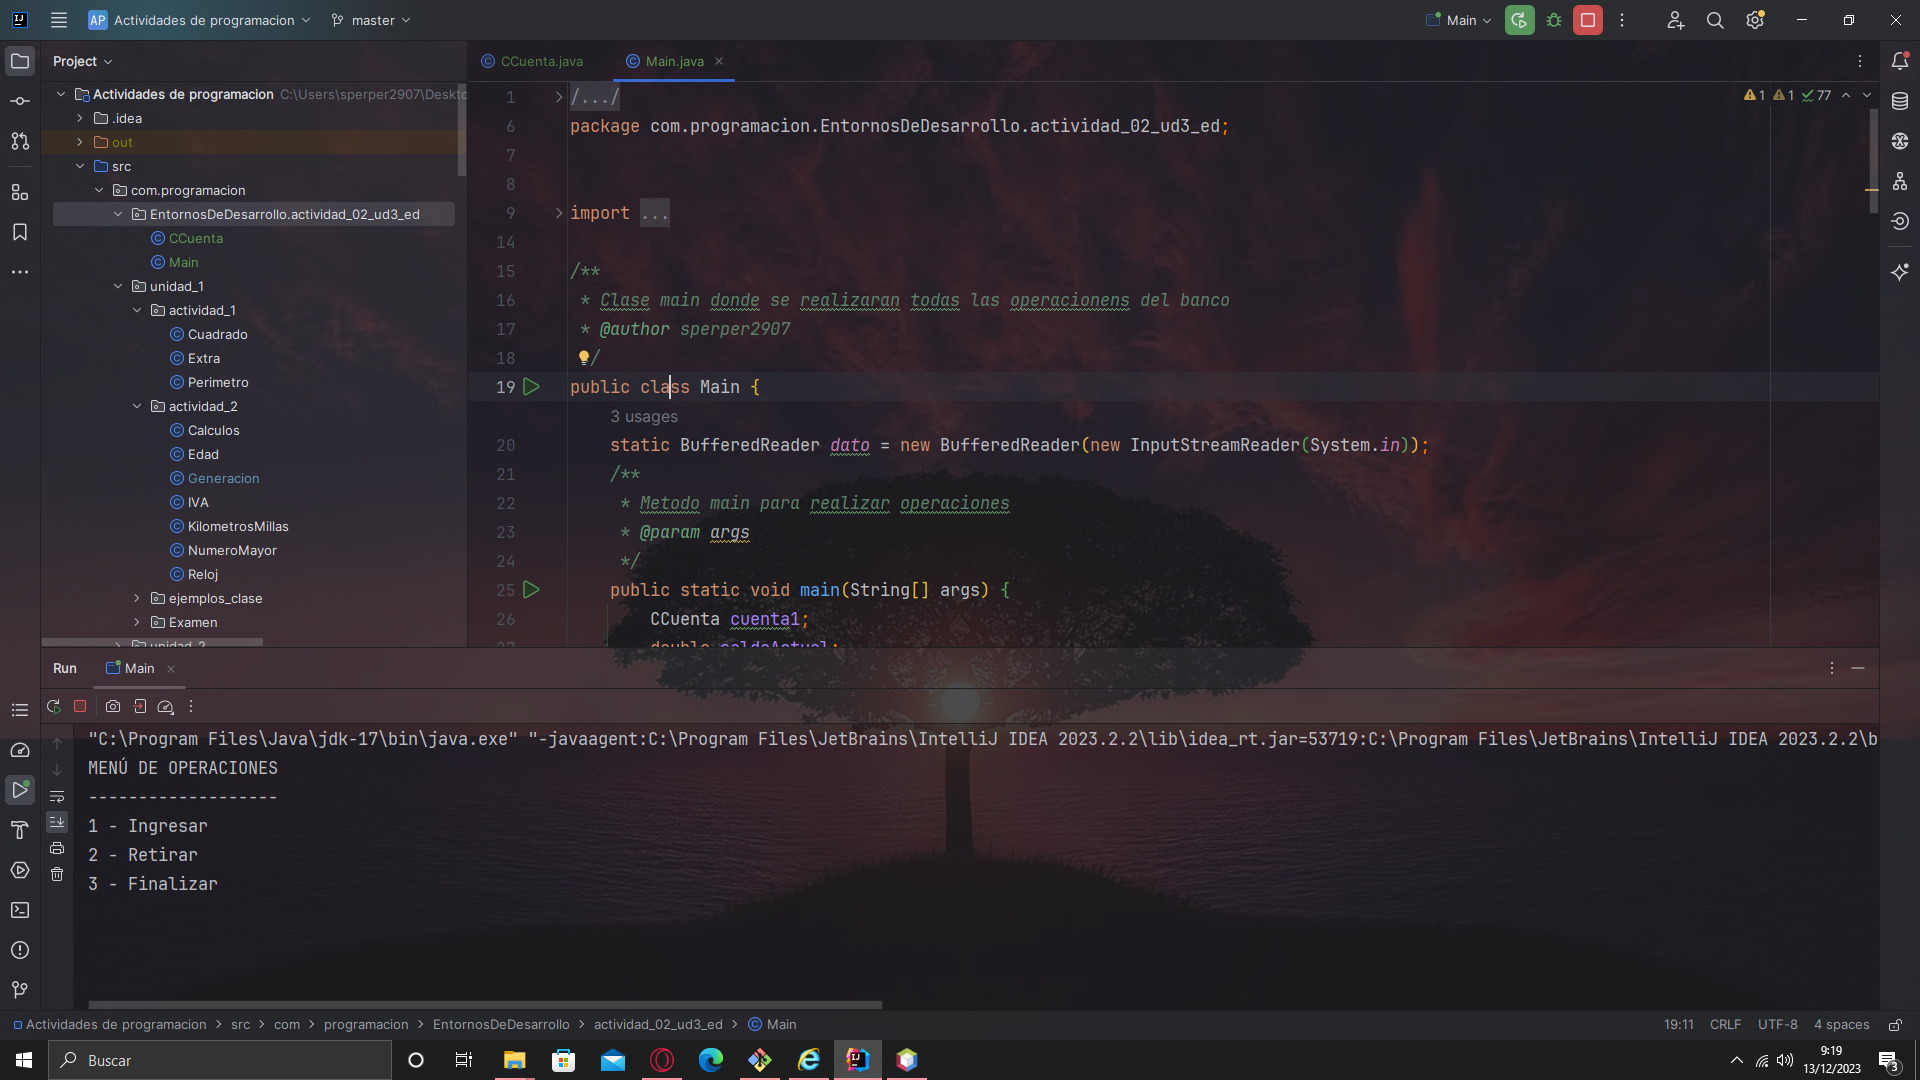 AP Actividades de programacion master Main
Project
CCuenta.java Main.java
Actividades de programacion C:\Users\sperper2907\Deskto
.idea
out
src
com.programacion
EntornosDeDesarrollo.actividad_02_ud3_ed
CCuenta
Main
unidad_1
actividad_1
Cuadrado
Extra
Perimetro
actividad_2
Calculos
Edad
Generacion
IVA
KilometrosMillas
NumeroMayor
Reloj
ejemplos_clase
Examen
unidad_2
1 1 77
1 /.../
6 package com.programacion.EntornosDeDesarrollo.actividad_02_ud3_ed;
7
8
9 import ...
14
15 /**
16 * Clase main donde se realizaran todas las operacionens del banco
17 * @author sperper2907
18 */
19 public class Main {
3 usages
20 static BufferedReader dato = new BufferedReader(new InputStreamReader(System.in));
21 /**
22 * Metodo main para realizar operaciones
23 * @param args
24 */
25 public static void main(String[] args) {
26 CCuenta cuenta1;
27 double saldoActual;
Run Main
"C:\Program Files\Java\jdk-17\bin\java.exe" "-javaagent:C:\Program Files\JetBrains\IntelliJ IDEA 2023.2.2\lib\idea_rt.jar=53719:C:\Program Files\JetBrains\IntelliJ IDEA 2023.2.2\b
MENÚ DE OPERACIONES
-------------------
1 - Ingresar
2 - Retirar
3 - Finalizar
Actividades de programacion > src > com > programacion > EntornosDeDesarrollo > actividad_02_ud3_ed > Main
19:11 CRLF UTF-8 4 spaces
Buscar
9:19
13/12/2023
3